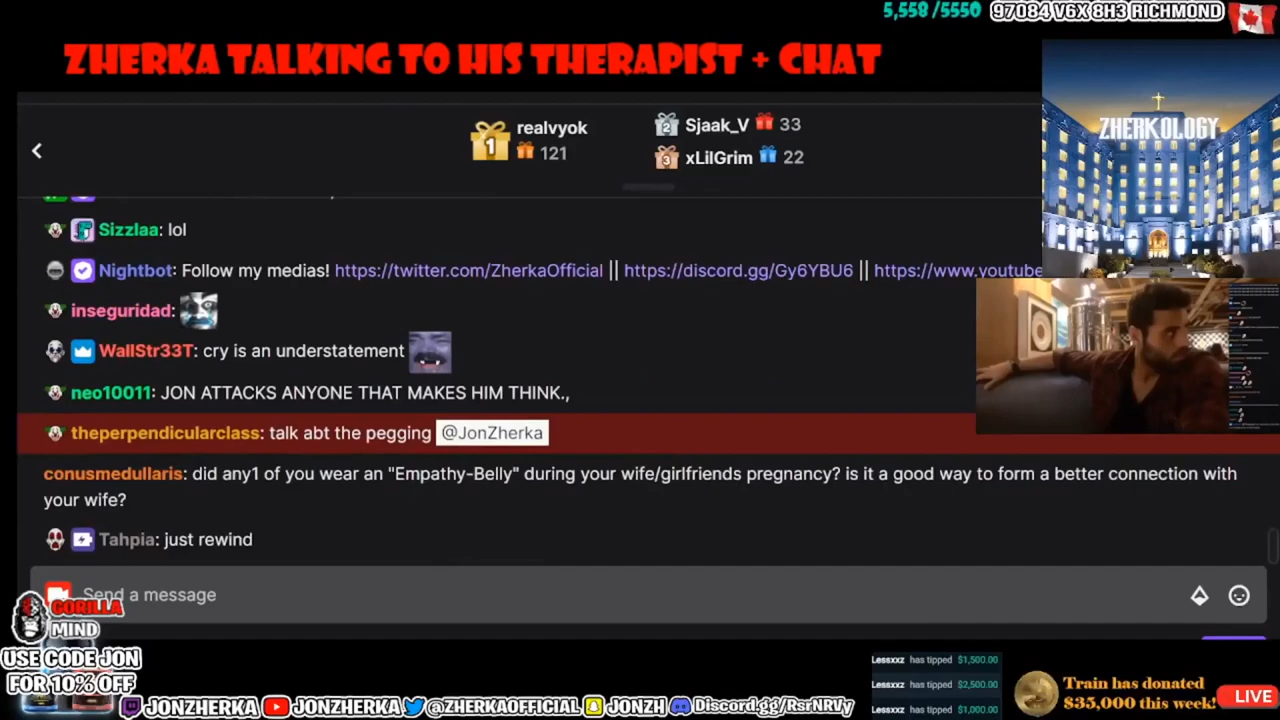 5,558 /5550
97084 V6X 8H3 RICHMOND
ZHERKA TALKING TO HIS THERAPIST + CHAT
ZHERKOLOGY
1 realvyok
121
2 Sjaak_V 33
3 xLilGrim 22
Sizzlaa: lol
Nightbot: Follow my medias! https://twitter.com/ZherkaOfficial || https://discord.gg/Gy6YBU6 || https://www.youtube
inseguridad:
WallStr33T: cry is an understatement
neo10011: JON ATTACKS ANYONE THAT MAKES HIM THINK.,
theperpendicularclass: talk abt the pegging @JonZherka
conusmedullaris: did any1 of you wear an "Empathy-Belly" during your wife/girlfriends pregnancy? is it a good way to form a better connection with
your wife?
Tahpia: just rewind
Send a message
GORILLA
MIND
USE CODE JON
FOR 10% OFF
JONZHERKA JONZHERKA @ZHERKAOFFICIAL JONZH Discord.gg/RsrNRVy
Lessxxz has tipped $1,500.00
Lessxxz has tipped $2,500.00
Lessxxz has tipped $1,000.00
Train has donated
$35,000 this week!
LIVE